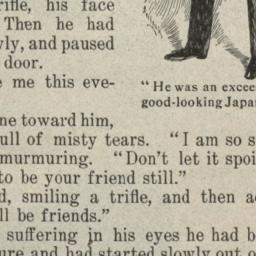 rifle, his face
Then he had
ly, and paused
door.
e me this eve-
"He was an excee
good-looking Japa
ne toward him,
ull of misty tears. "I am so s
murmuring. "Don't let it spoi
to be your friend still."
d, smiling a trifle, and then a
ll be friends."
suffering in his eyes he had b
ure and had started slowly out o